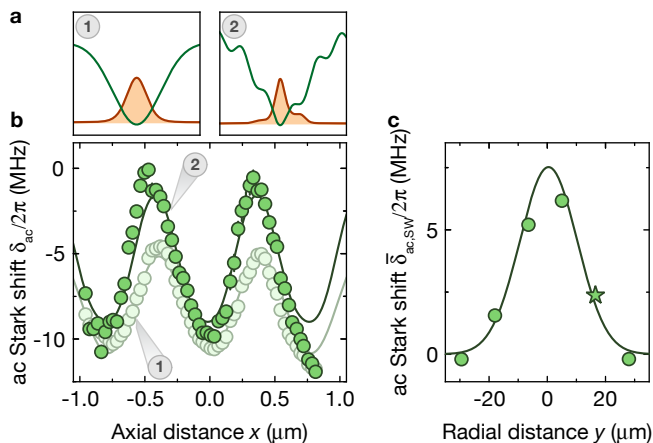 a
1
2
b
c
ac Stark shift δac/2π (MHz)
0
-5
-10
2
1
-1.0
-0.5
0.0
0.5
1.0
Axial distance x (μm)
ac Stark shift δ̅ac,SW/2π (MHz)
5
0
-20
0
20
Radial distance y (μm)